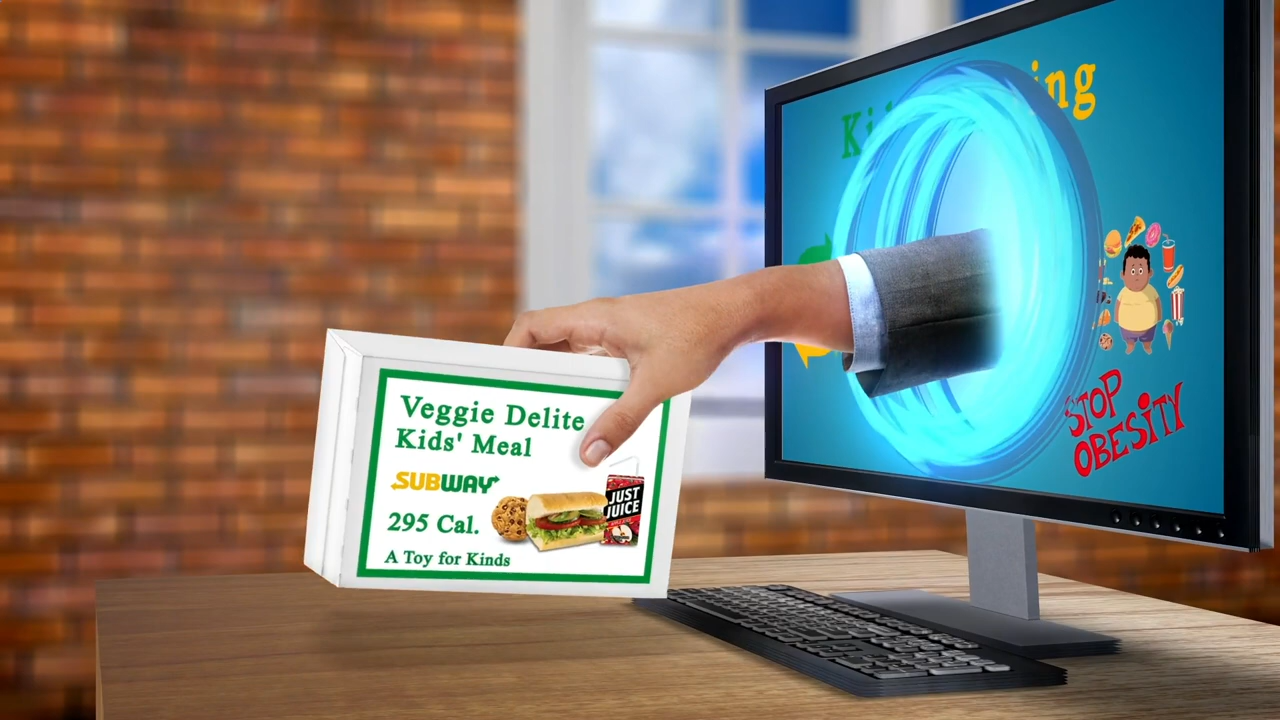 Veggie Delite
Kids' Meal
SUBWAY
295 Cal.
A Toy for Kinds
JUST
JUICE
STOP
OBESITY